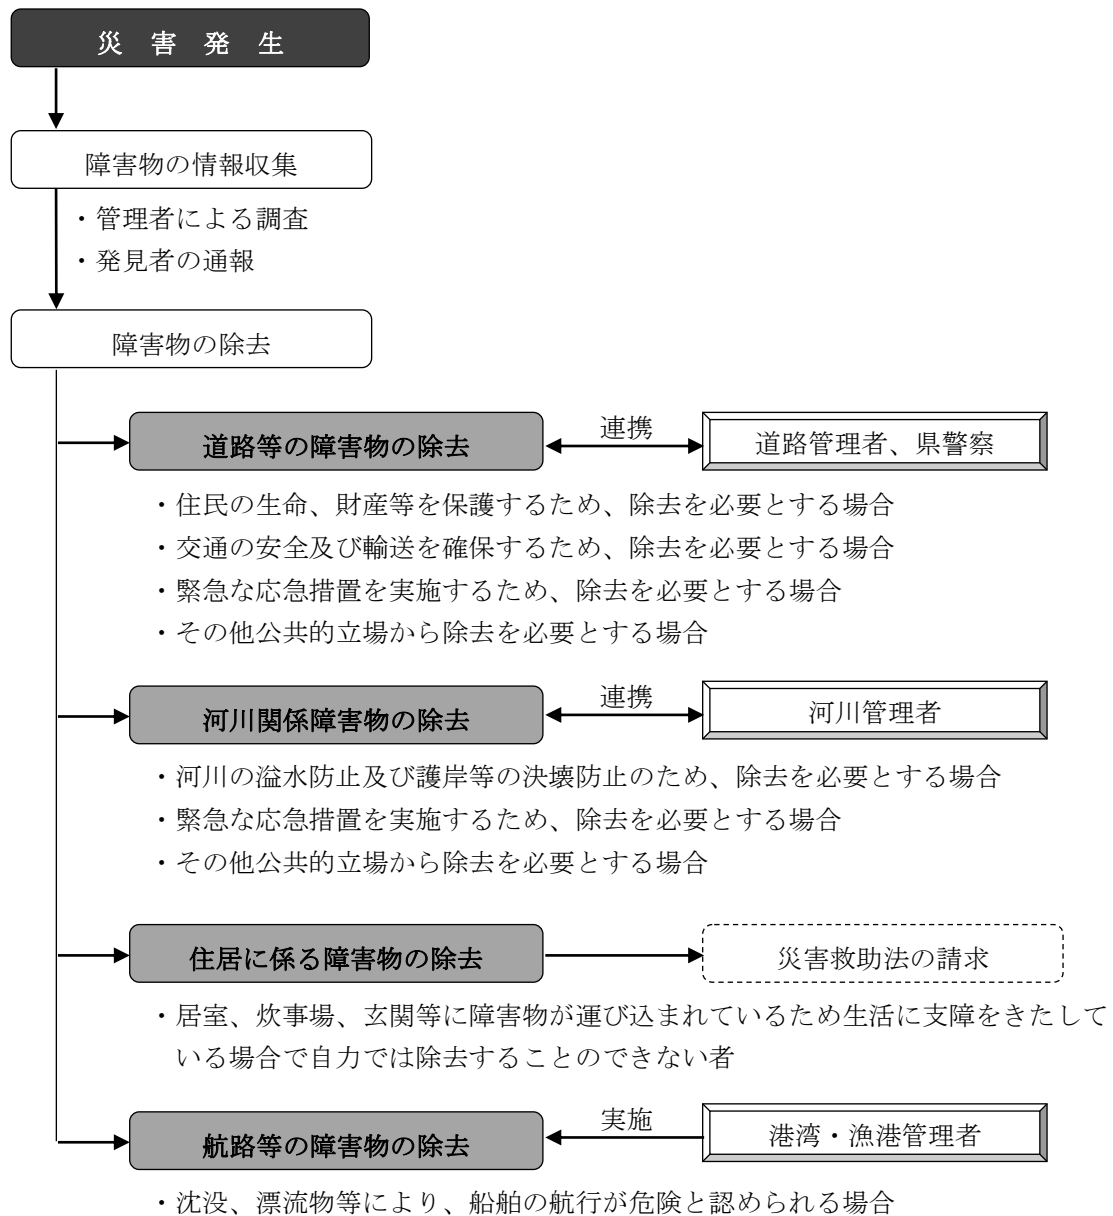 災 害 発 生
障害物の情報収集
・管理者による調査
・発見者の通報
障害物の除去
道路等の障害物の除去
連携
道路管理者、県警察
・住民の生命、財産等を保護するため、除去を必要とする場合
・交通の安全及び輸送を確保するため、除去を必要とする場合
・緊急な応急措置を実施するため、除去を必要とする場合
・その他公共的立場から除去を必要とする場合
河川関係障害物の除去
連携
河川管理者
・河川の溢水防止及び護岸等の決壊防止のため、除去を必要とする場合
・緊急な応急措置を実施するため、除去を必要とする場合
・その他公共的立場から除去を必要とする場合
住居に係る障害物の除去
災害救助法の請求
・居室、炊事場、玄関等に障害物が運び込まれているため生活に支障をきたして
いる場合で自力では除去することのできない者
航路等の障害物の除去
実施
港湾・漁港管理者
・沈没、漂流物等により、船舶の航行が危険と認められる場合